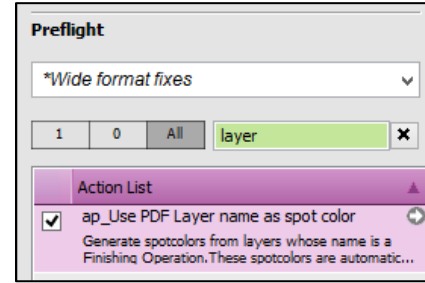 Preflight
*Wide format fixes
1 0 All layer
Action List
ap_Use PDF Layer name as spot color
Generate spotcolors from layers whose name is a
Finishing Operation.These spotcolors are automatic...